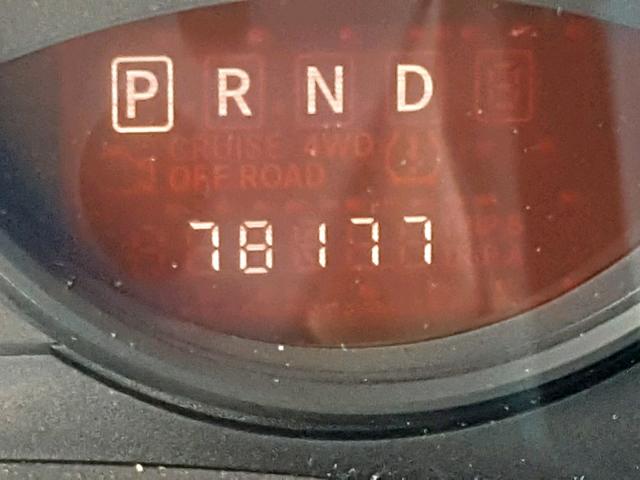 P R N D
CRUISE 4WD
OFF ROAD
78177